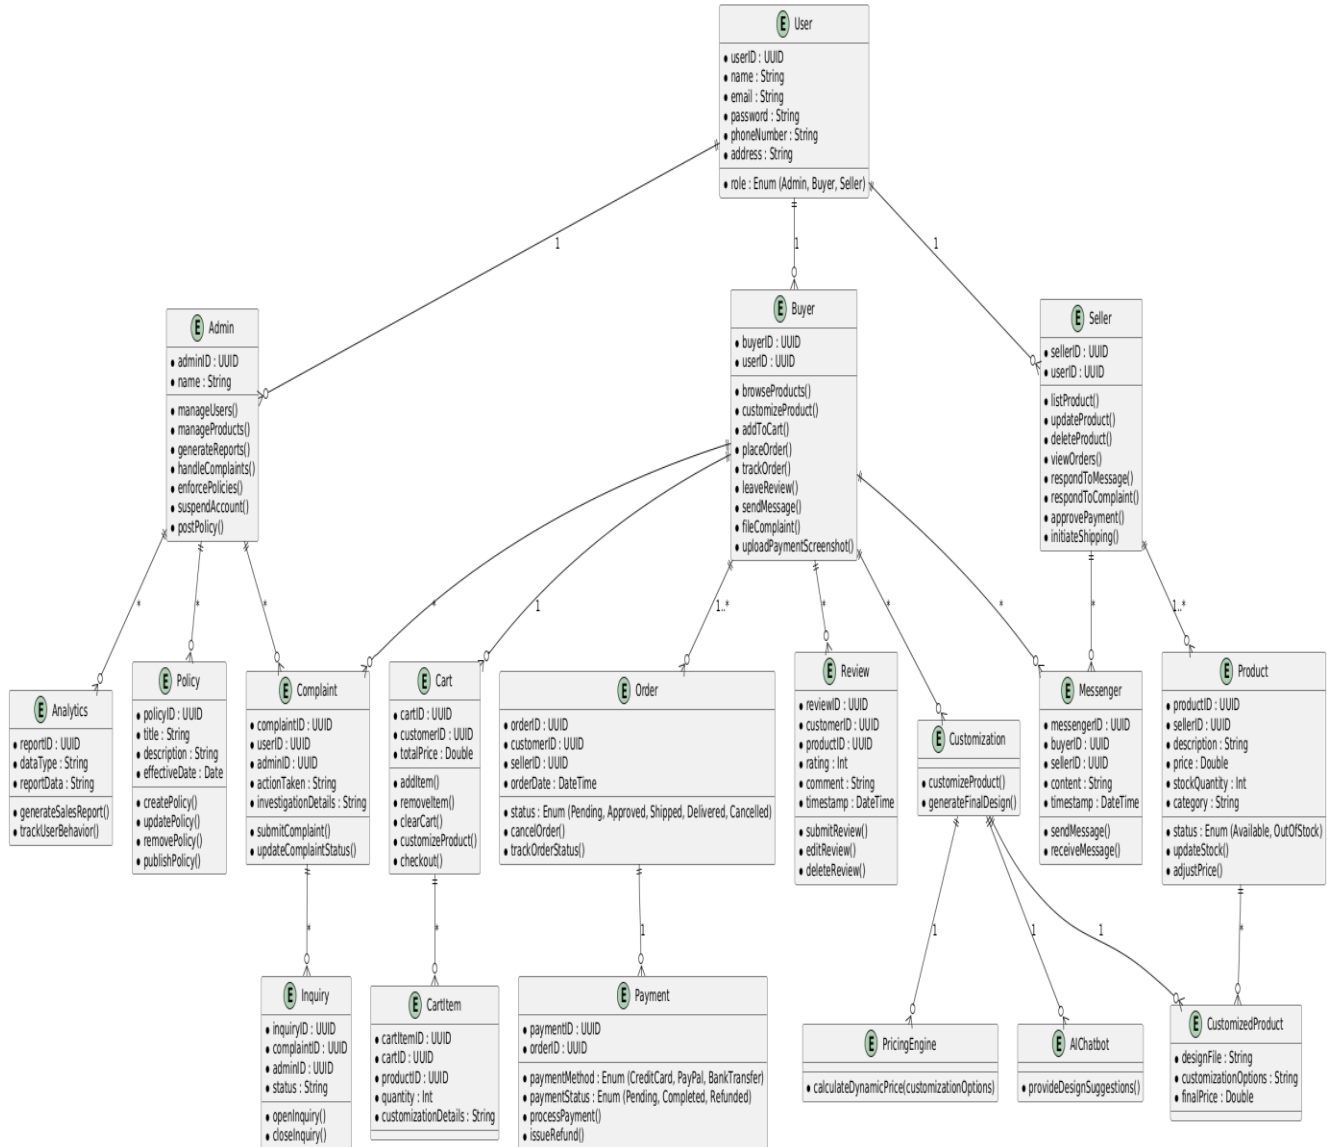 E User
userID : UUID
name : String
email : String
password : String
phoneNumber : String
address : String
role : Enum (Admin, Buyer, Seller)
1
1
1
E Admin
adminID : UUID
name : String
manageUsers()
manageProducts()
generateReports()
handleComplaints()
enforcePolicies()
suspendAccount()
postPolicy()
E Buyer
buyerID : UUID
userID : UUID
browseProducts()
customizeProduct()
addToCart()
placeOrder()
trackOrder()
leaveReview()
sendMessage()
fileComplaint()
uploadPaymentScreenshot()
E Seller
sellerID : UUID
userID : UUID
listProduct()
updateProduct()
deleteProduct()
viewOrders()
respondToMessage()
respondToComplaint()
approvePayment()
initiateShipping()
*
*
*
*
1
1..*
*
*
*
*
1..*
E Analytics
reportID : UUID
dataType : String
reportData : String
generateSalesReport()
trackUserBehavior()
E Policy
policyID : UUID
title : String
description : String
effectiveDate : Date
createPolicy()
updatePolicy()
removePolicy()
publishPolicy()
E Complaint
complaintID : UUID
userID : UUID
adminID : UUID
actionTaken : String
investigationDetails : String
submitComplaint()
updateComplaintStatus()
E Cart
cartID : UUID
customerID : UUID
totalPrice : Double
addItem()
removeItem()
clearCart()
customizeProduct()
checkout()
E Order
orderID : UUID
customerID : UUID
sellerID : UUID
orderDate : DateTime
status : Enum (Pending, Approved, Shipped, Delivered, Cancelled)
cancelOrder()
trackOrderStatus()
E Review
reviewID : UUID
customerID : UUID
productID : UUID
rating : Int
comment : String
timestamp : DateTime
submitReview()
editReview()
deleteReview()
E Customization
customizeProduct()
generateFinalDesign()
E Messenger
messengerID : UUID
buyerID : UUID
sellerID : UUID
content : String
timestamp : DateTime
sendMessage()
receiveMessage()
E Product
productID : UUID
sellerID : UUID
description : String
price : Double
stockQuantity : Int
category : String
status : Enum (Available, OutOfStock)
updateStock()
adjustPrice()
*
*
1
1
1
1
*
E Inquiry
inquiryID : UUID
complaintID : UUID
adminID : UUID
status : String
openInquiry()
closeInquiry()
E CartItem
cartItemID : UUID
cartID : UUID
productID : UUID
quantity : Int
customizationDetails : String
E Payment
paymentID : UUID
orderID : UUID
paymentMethod : Enum (CreditCard, PayPal, BankTransfer)
paymentStatus : Enum (Pending, Completed, Refunded)
processPayment()
issueRefund()
E PricingEngine
calculateDynamicPrice(customizationOptions)
E AIChatbot
provideDesignSuggestions()
E CustomizedProduct
designFile : String
customizationOptions : String
finalPrice : Double